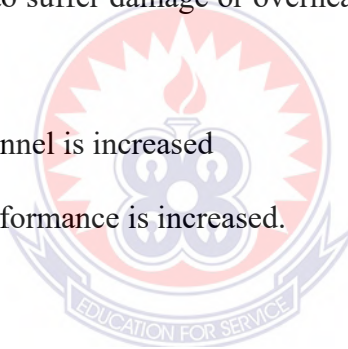 to suffer damage or overhea
nnel is increased
formance is increased.
EDUCATION FOR SERVICE